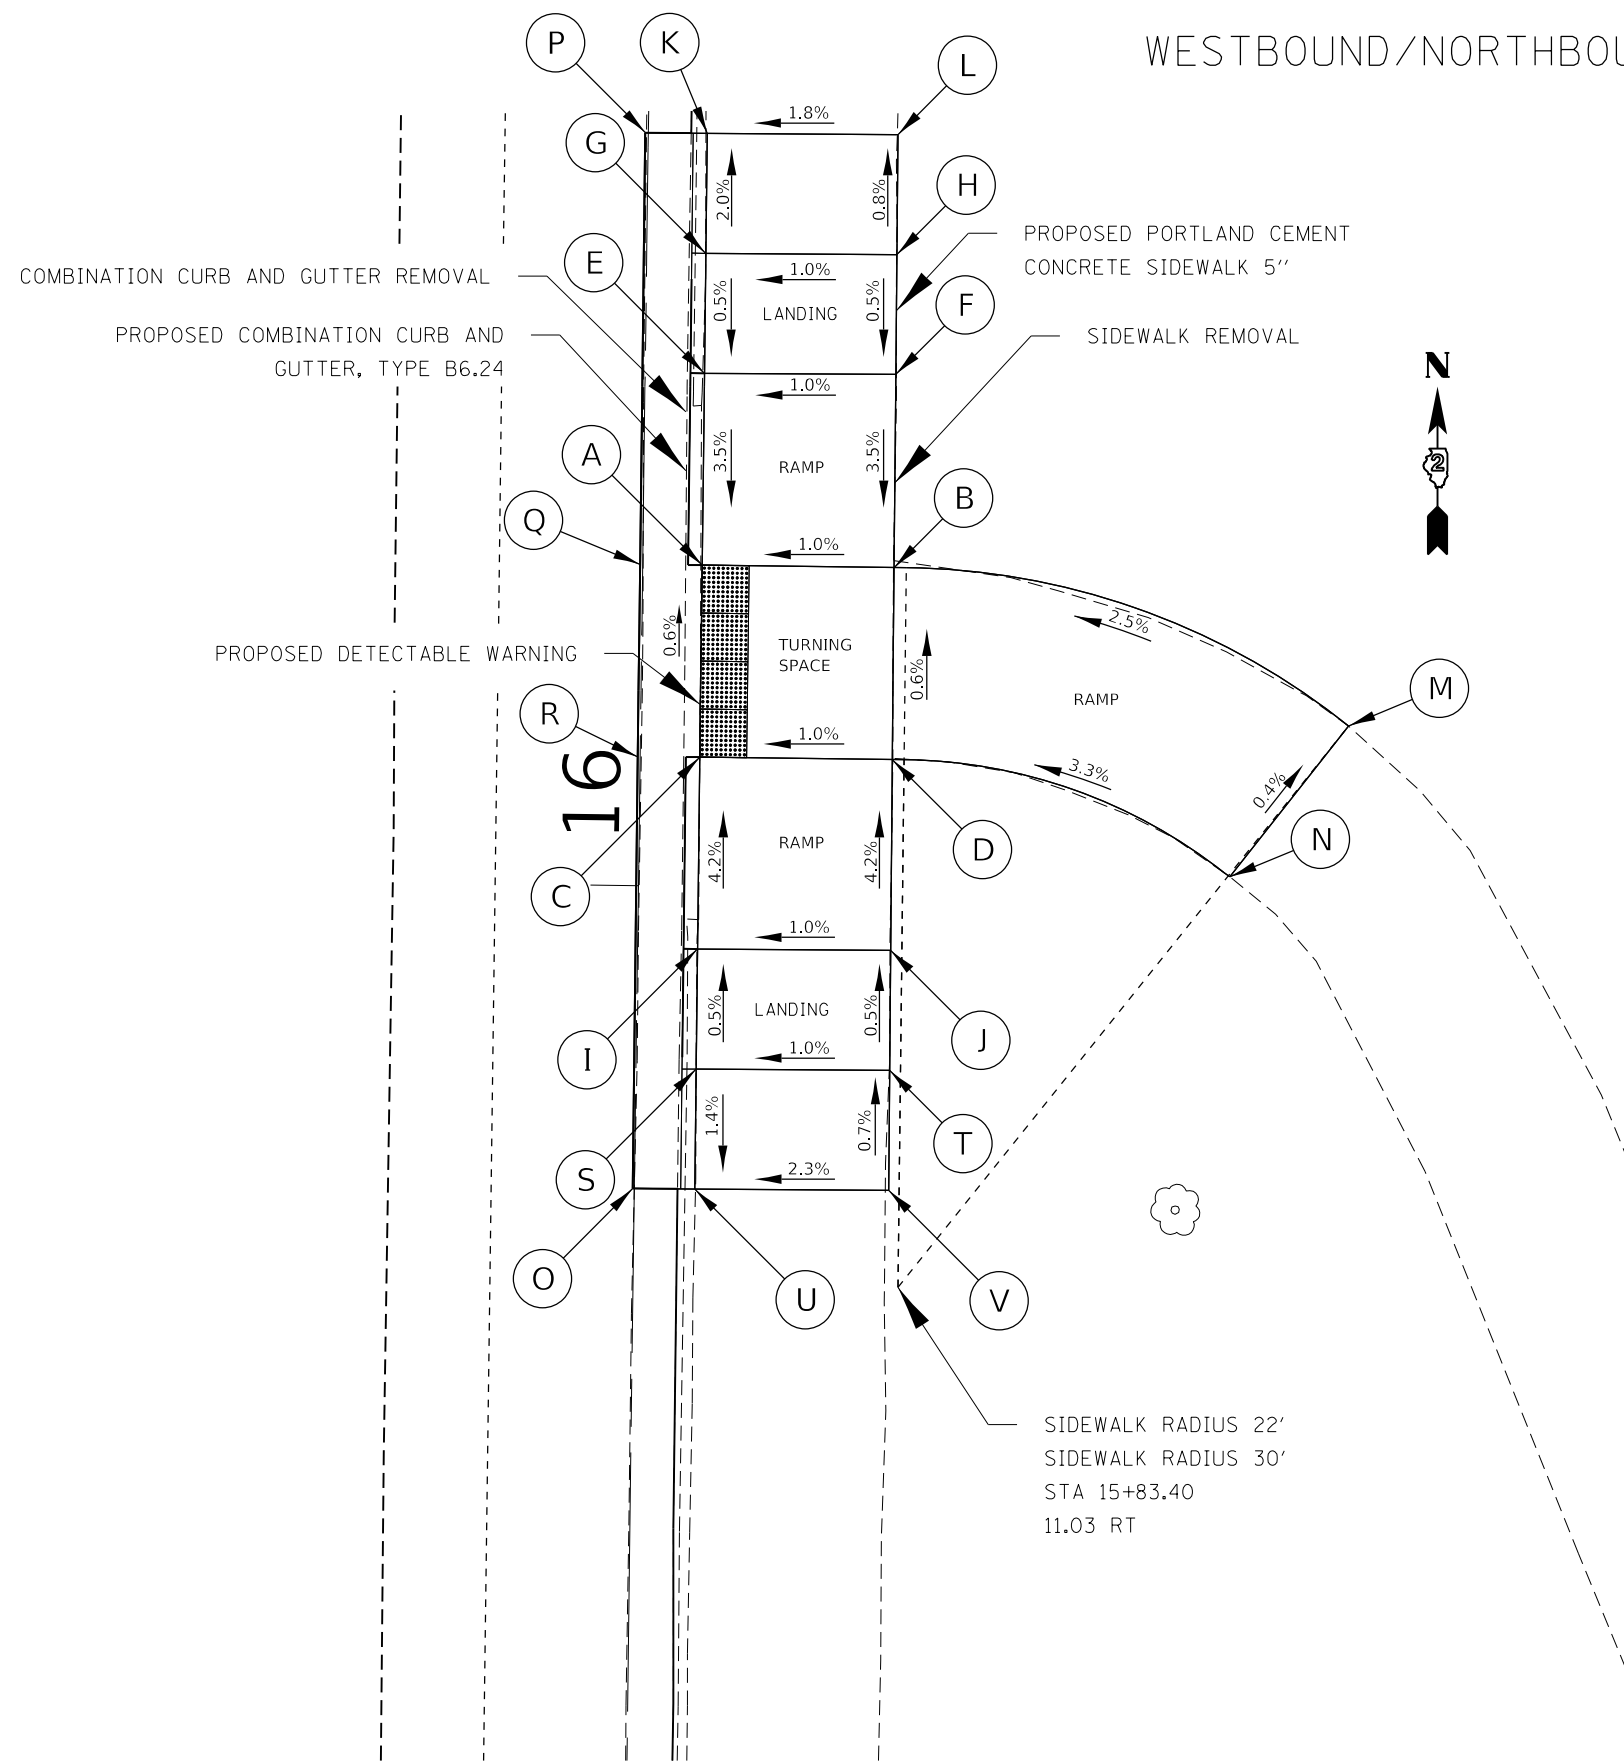 WESTBOUND/NORTHBOU
P
K
L
1.8%
G
H
2.0%
0.8%
PROPOSED PORTLAND CEMENT
CONCRETE SIDEWALK 5''
E
1.0%
COMBINATION CURB AND GUTTER REMOVAL
0.5%
LANDING
0.5%
F
PROPOSED COMBINATION CURB AND
GUTTER, TYPE B6.24
SIDEWALK REMOVAL
N
1.0%
A
3.5%
RAMP
3.5%
2
B
Q
1.0%
2.5%
0.6%
TURNING
SPACE
PROPOSED DETECTABLE WARNING
0.6%
RAMP
M
R
1.0%
3.3%
0.4%
16
RAMP
N
4.2%
4.2%
D
C
1.0%
0.5%
LANDING
0.5%
I
1.0%
J
1.4%
0.7%
T
S
2.3%
O
U
V
SIDEWALK RADIUS 22'
SIDEWALK RADIUS 30'
STA 15+83.40
11.03 RT